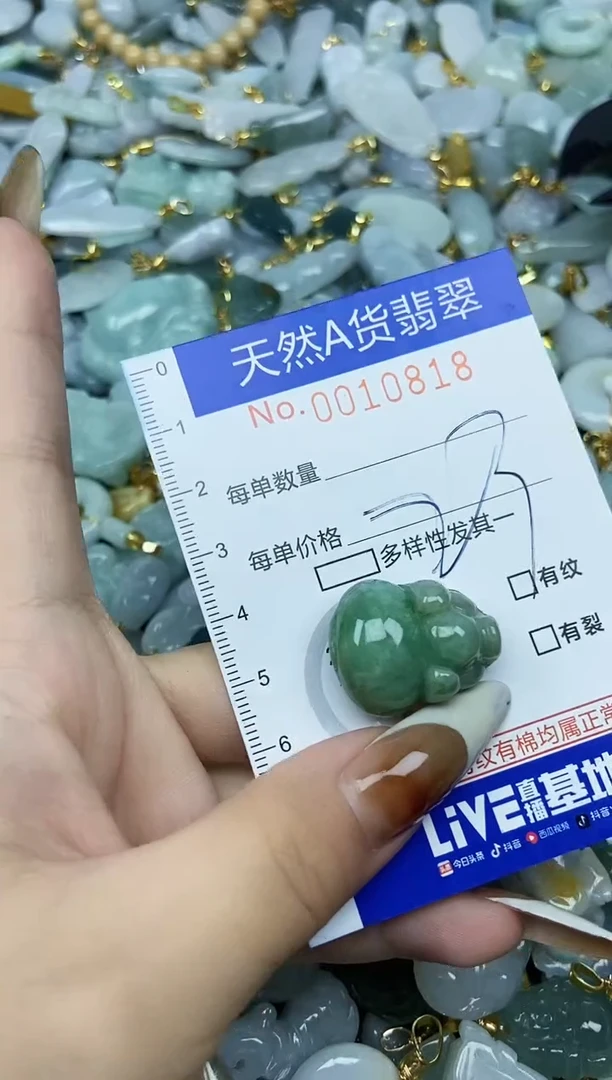 天然A货翡翠
No.0010818
0
1
2
3
4
5
6
每单数量
每单价格
多样性发其一
有纹
有裂
纹有棉均属正常
LiVE直播基地
今日头条 抖音 西瓜视频 抖音